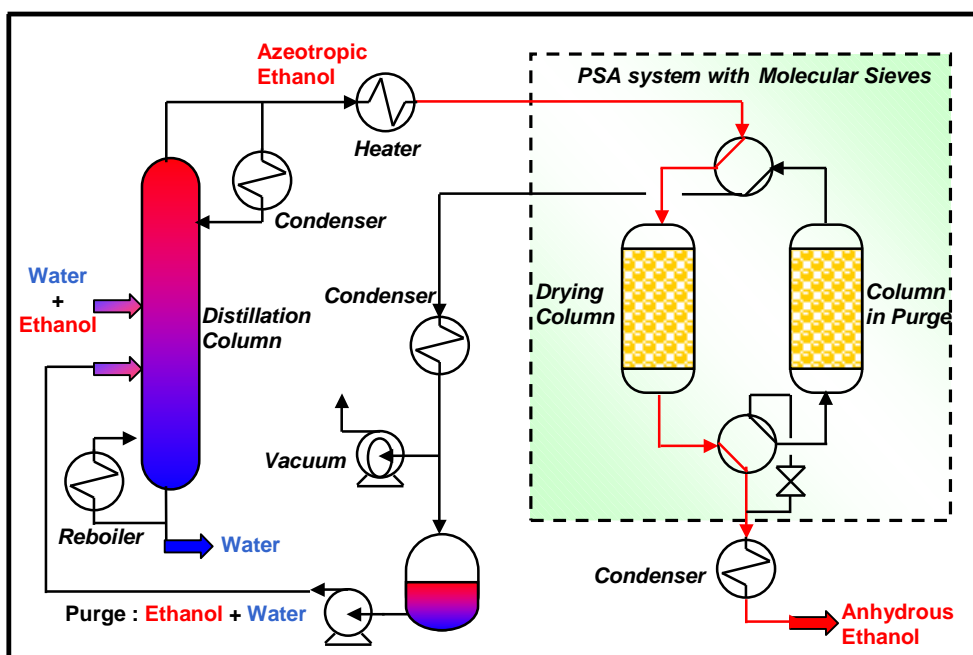 Azeotropic
Ethanol
PSA system with Molecular Sieves
Heater
Condenser
Water
+
Ethanol
Distillation
Column
Condenser
Drying
Column
Column
in Purge
Vacuum
Reboiler
Water
Condenser
Purge : Ethanol + Water
Anhydrous
Ethanol